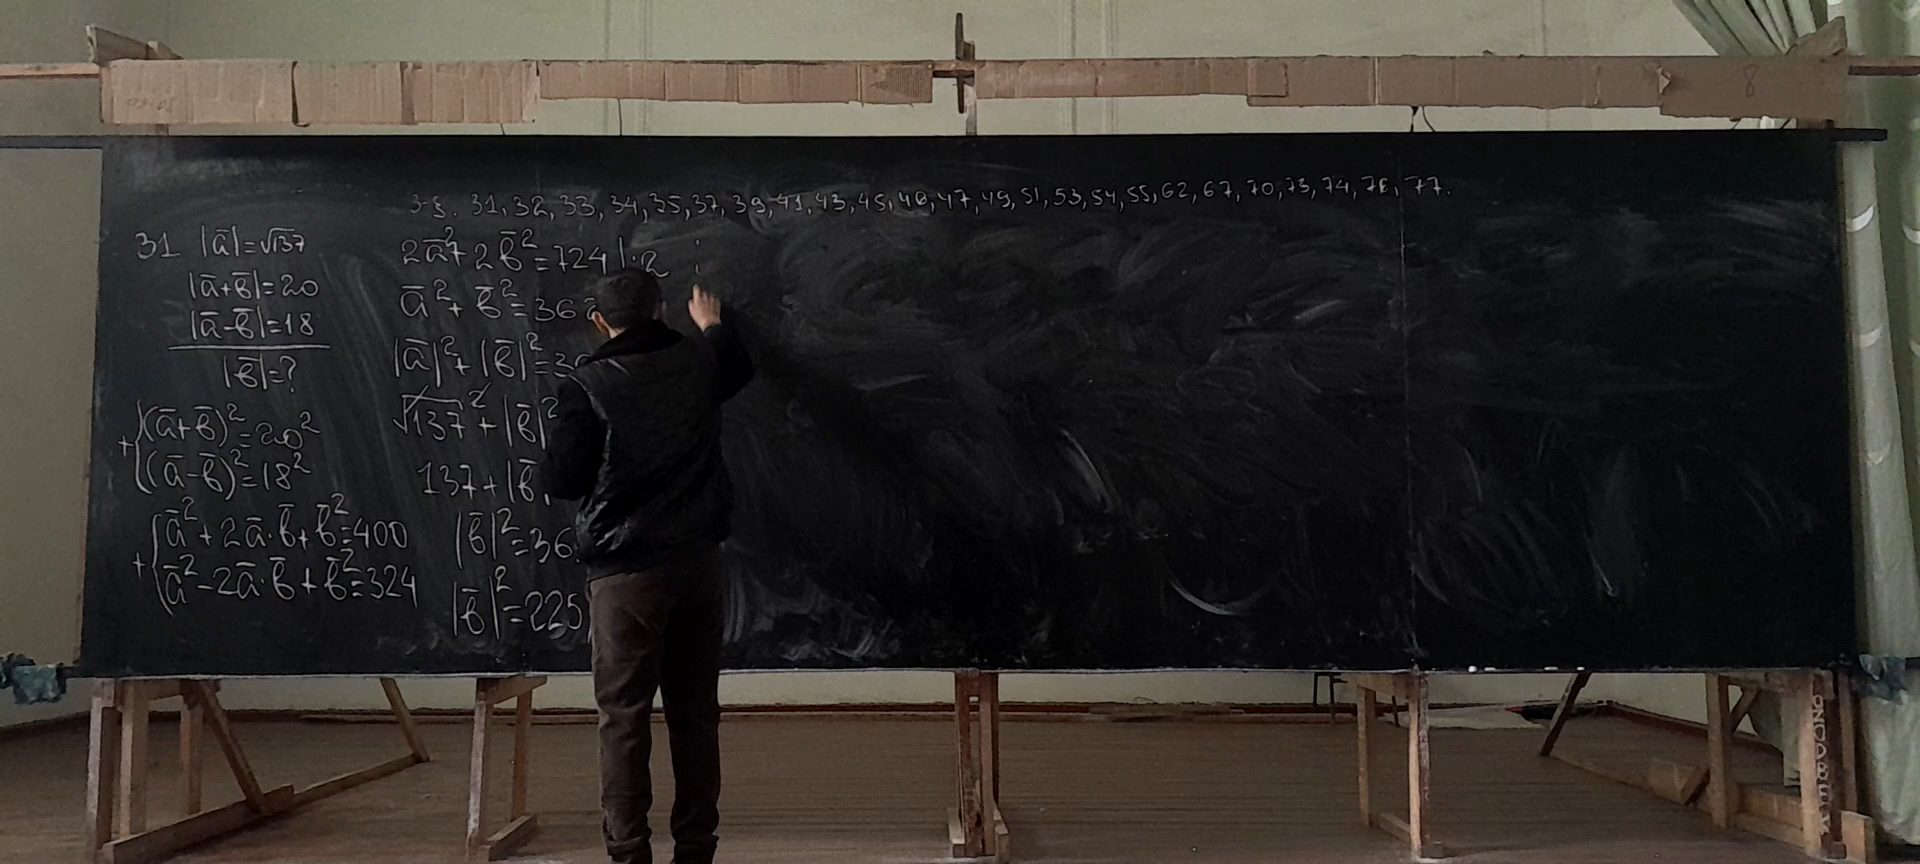 3-§. 31, 32, 33, 34, 35, 37, 39, 41, 43, 45, 46, 47, 49, 51, 53, 54, 55, 62, 67, 70, 73, 74, 76, 77.
31 |ā|=√137
|ā+в̄|=20
|ā-в̄|=18
|в̄|=?
+{(ā+в̄)²=20²
(ā-в̄)²=18²
+{ā²+2ā·в̄+в̄²=400
ā²-2ā·в̄+в̄²=324
2ā²+2в̄²=724 |:2
ā²+в̄²=362
|ā|²+|в̄|²=3
√137²+|в̄|²
137+|в̄
|в̄|²=36
|в̄|²=225
8